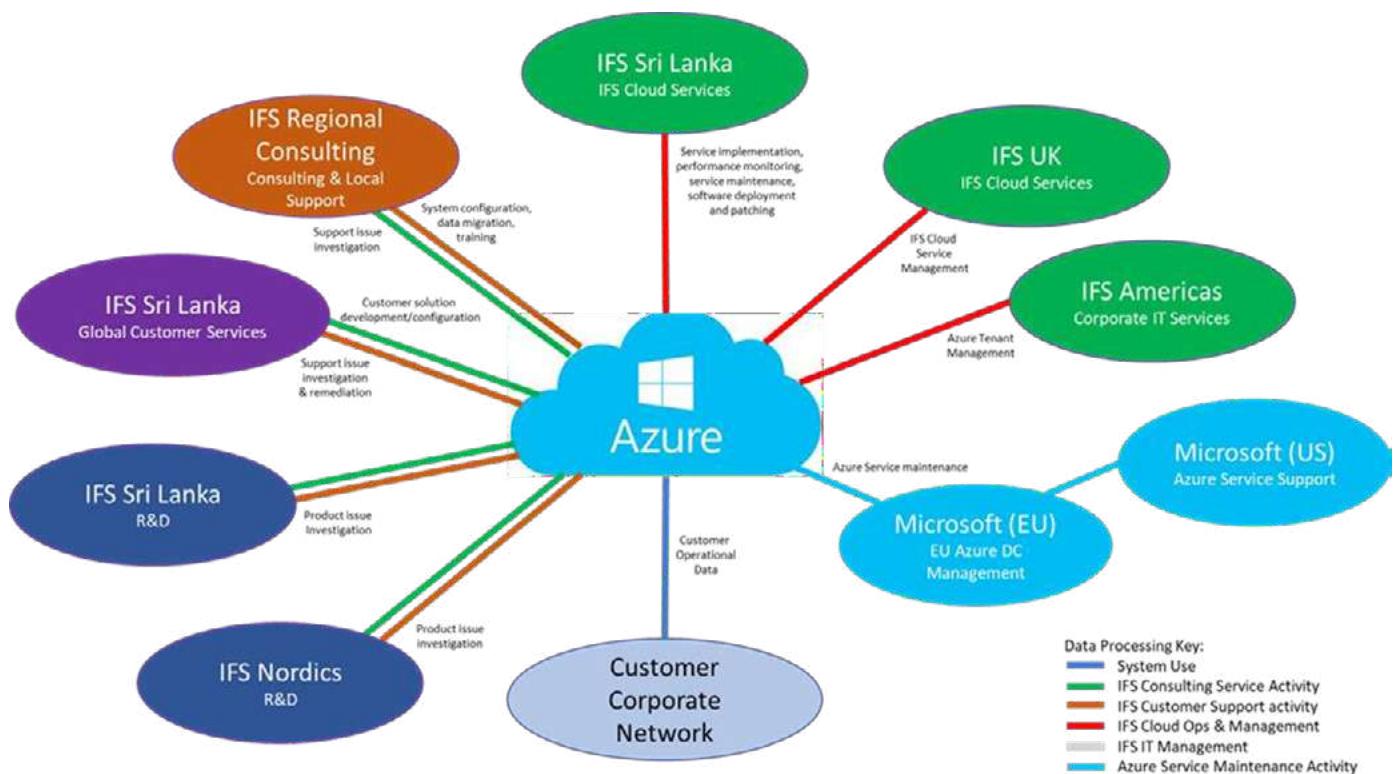 IFS Sri Lanka
IFS Cloud Services
IFS Regional
Consulting
Consulting & Local
Support
IFS UK
IFS Cloud Services
Service implementation,
performance monitoring,
service maintenance,
software deployment
and patching
System configuration,
data migration,
training
Support issue
investigation
IFS Cloud
Service
Management
IFS Sri Lanka
Global Customer Services
Customer solution
development/configuration
IFS Americas
Corporate IT Services
Azure Tenant
Management
Support issue
investigation
& remediation
Azure
Microsoft (US)
Azure Service Support
Azure Service maintenance
IFS Sri Lanka
R&D
Product issue
Investigation
Microsoft (EU)
EU Azure DC
Management
Customer
Operational
Data
Product issue
investigation
IFS Nordics
R&D
Customer
Corporate
Network
Data Processing Key:
System Use
IFS Consulting Service Activity
IFS Customer Support activity
IFS Cloud Ops & Management
IFS IT Management
Azure Service Maintenance Activity